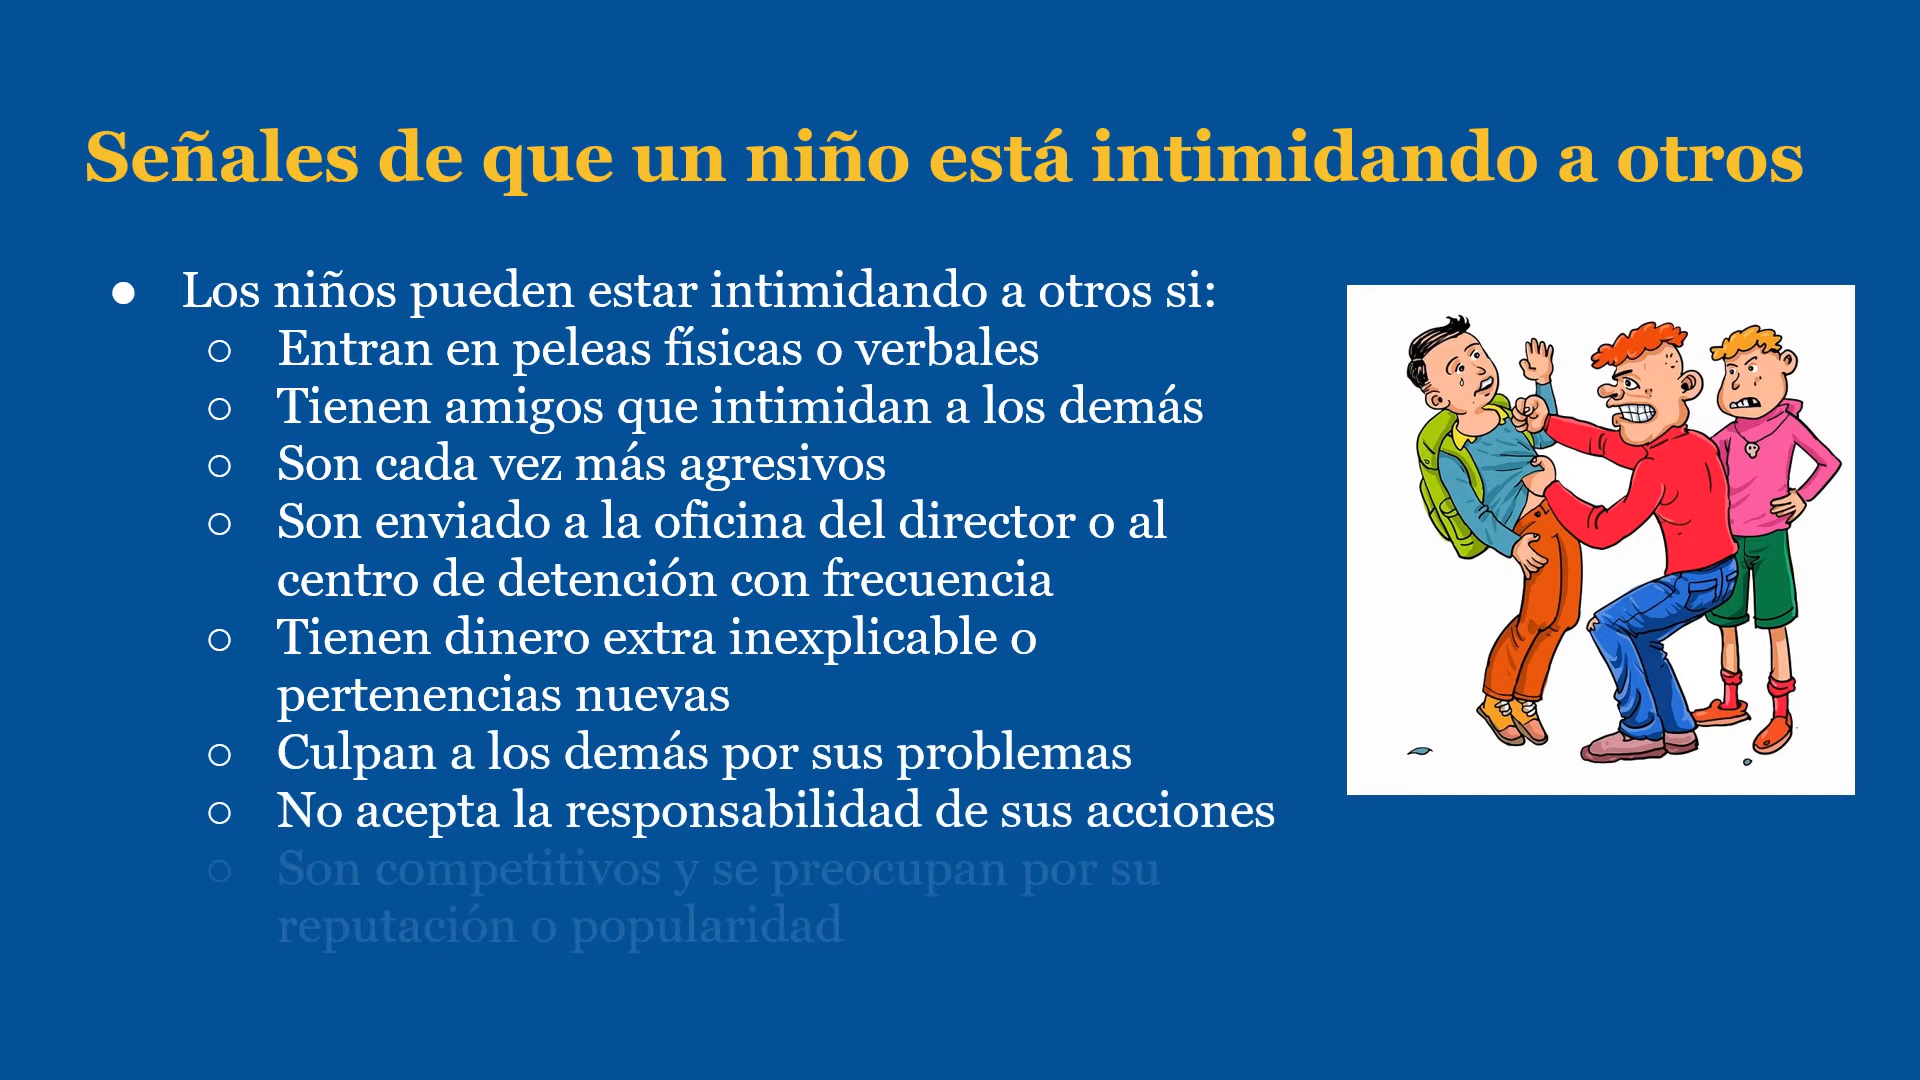 Señales de que un niño está intimidando a otros
● Los niños pueden estar intimidando a otros si:
○ Entran en peleas físicas o verbales
○ Tienen amigos que intimidan a los demás
○ Son cada vez más agresivos
○ Son enviado a la oficina del director o al
centro de detención con frecuencia
○ Tienen dinero extra inexplicable o
pertenencias nuevas
○ Culpan a los demás por sus problemas
○ No acepta la responsabilidad de sus acciones
○ Son competitivos y se preocupan por su
reputación o popularidad